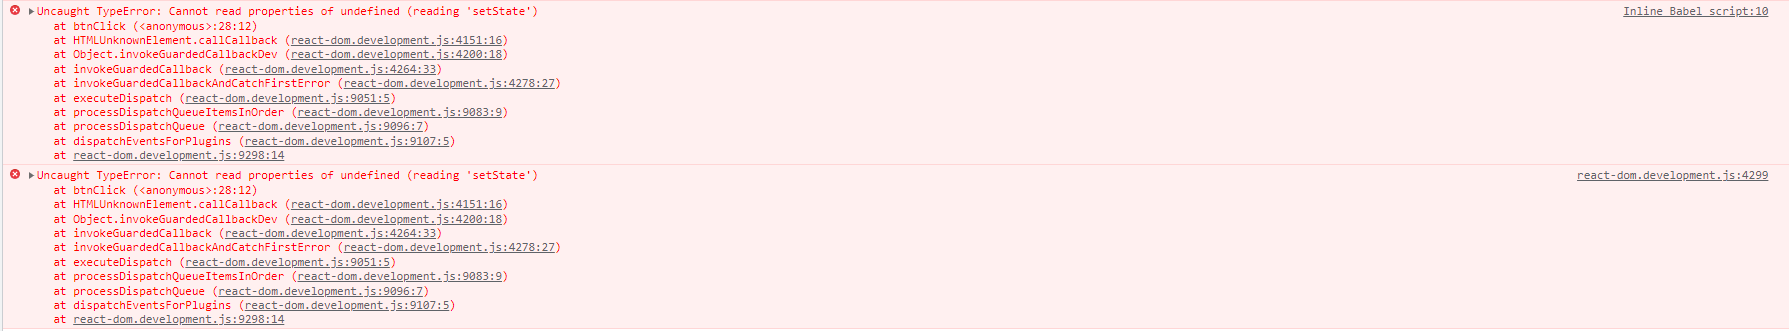 Uncaught TypeError: Cannot read properties of undefined (reading 'setState') Inline Babel script:10
at btnClick (<anonymous>:28:12)
at HTMLUnknownElement.callCallback (react-dom.development.js:4151:16)
at Object.invokeGuardedCallbackDev (react-dom.development.js:4200:18)
at invokeGuardedCallback (react-dom.development.js:4264:33)
at invokeGuardedCallbackAndCatchFirstError (react-dom.development.js:4278:27)
at executeDispatch (react-dom.development.js:9051:5)
at processDispatchQueueItemsInOrder (react-dom.development.js:9083:9)
at processDispatchQueue (react-dom.development.js:9096:7)
at dispatchEventsForPlugins (react-dom.development.js:9107:5)
at react-dom.development.js:9298:14
Uncaught TypeError: Cannot read properties of undefined (reading 'setState') react-dom.development.js:4299
at btnClick (<anonymous>:28:12)
at HTMLUnknownElement.callCallback (react-dom.development.js:4151:16)
at Object.invokeGuardedCallbackDev (react-dom.development.js:4200:18)
at invokeGuardedCallback (react-dom.development.js:4264:33)
at invokeGuardedCallbackAndCatchFirstError (react-dom.development.js:4278:27)
at executeDispatch (react-dom.development.js:9051:5)
at processDispatchQueueItemsInOrder (react-dom.development.js:9083:9)
at processDispatchQueue (react-dom.development.js:9096:7)
at dispatchEventsForPlugins (react-dom.development.js:9107:5)
at react-dom.development.js:9298:14